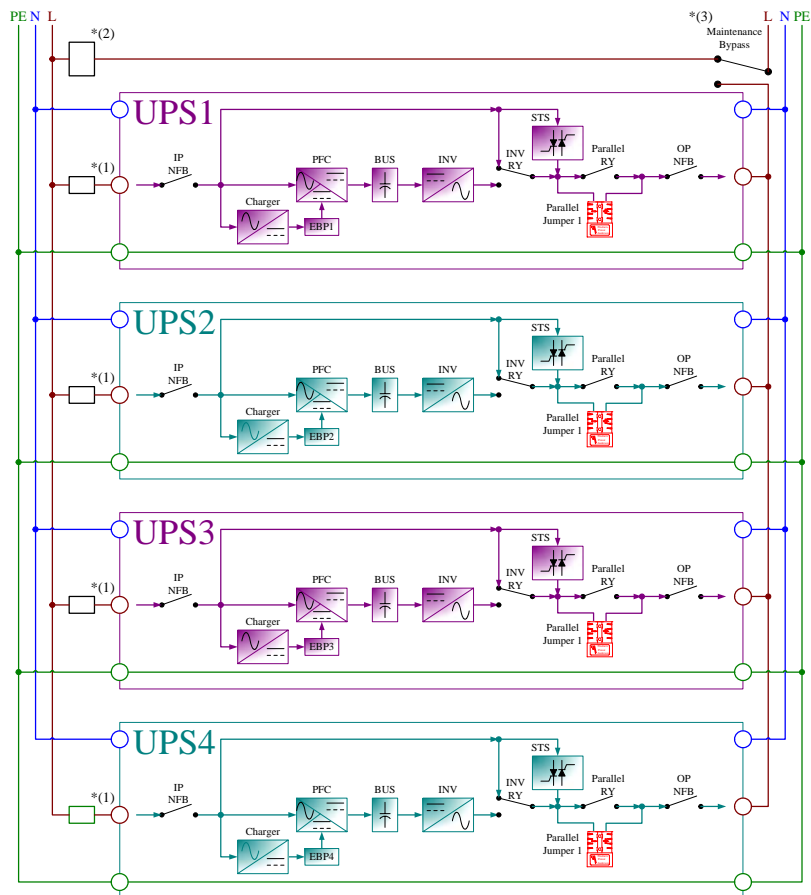 PE N L
*(2)
*(3)
L N PE
Maintenance
Bypass
UPS1
*(1)
IP
NFB
PFC
BUS
INV
Charger
EBP1
INV
RY
STS
Parallel
RY
OP
NFB
Parallel
Jumper 1
UPS2
*(1)
IP
NFB
PFC
BUS
INV
Charger
EBP2
INV
RY
STS
Parallel
RY
OP
NFB
Parallel
Jumper 1
UPS3
*(1)
IP
NFB
PFC
BUS
INV
Charger
EBP3
INV
RY
STS
Parallel
RY
OP
NFB
Parallel
Jumper 1
UPS4
*(1)
IP
NFB
PFC
BUS
INV
Charger
EBP4
INV
RY
STS
Parallel
RY
OP
NFB
Parallel
Jumper 1